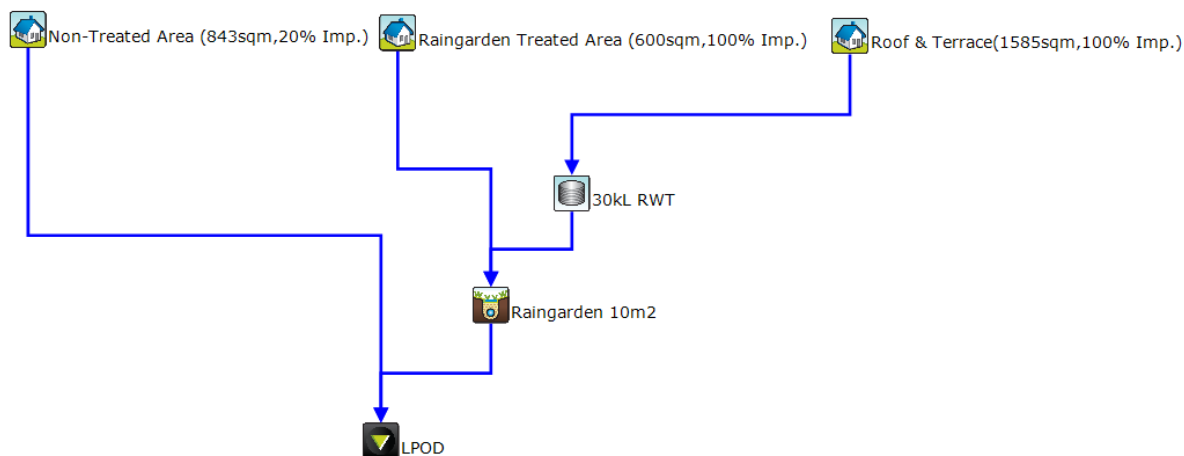 Non-Treated Area (843sqm,20% Imp.)
Raingarden Treated Area (600sqm,100% Imp.)
Roof & Terrace(1585sqm,100% Imp.)
30kL RWT
Raingarden 10m2
LPOD